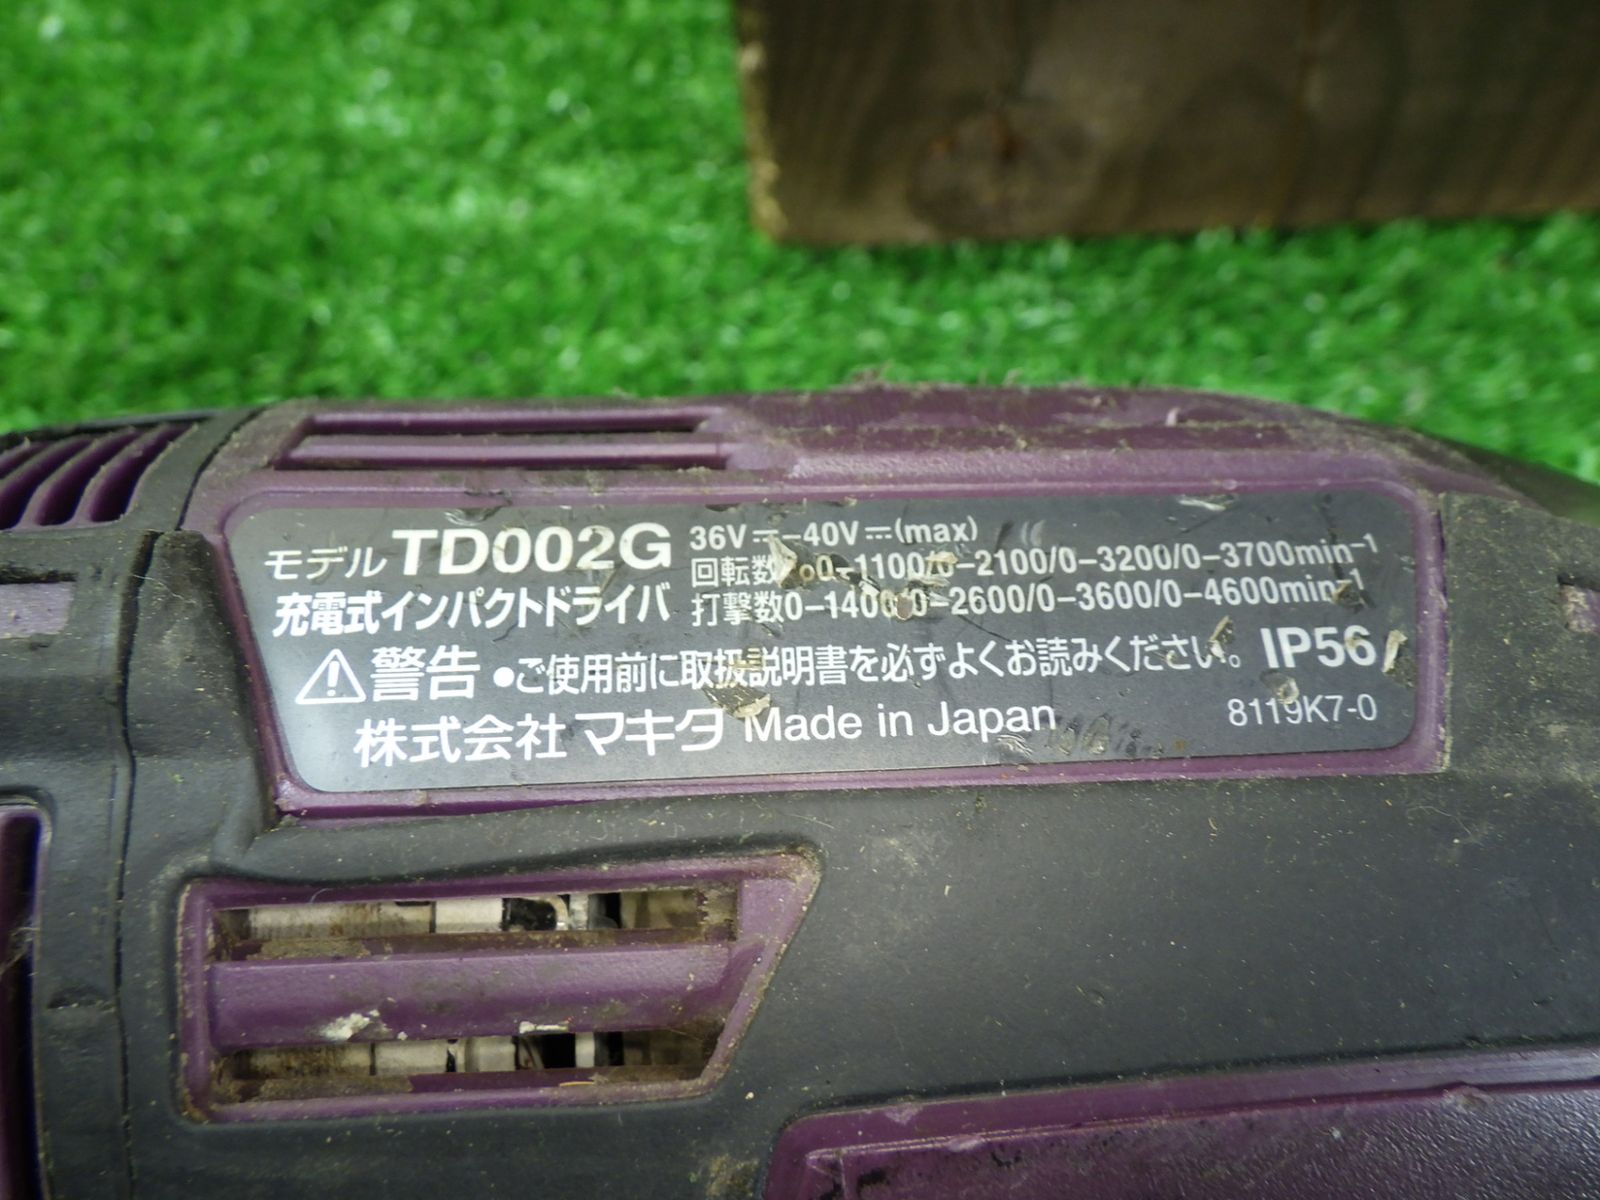 モデル TD002G 36V⎓–40V⎓(max)
回転数 0–1100/0–2100/0–3200/0–3700min⁻¹
充電式インパクトドライバ 打撃数0–1400/0–2600/0–3600/0–4600min⁻¹
⚠警告 ●ご使用前に取扱説明書を必ずよくお読みください。 IP56
株式会社 マキタ Made in Japan 8119K7-0